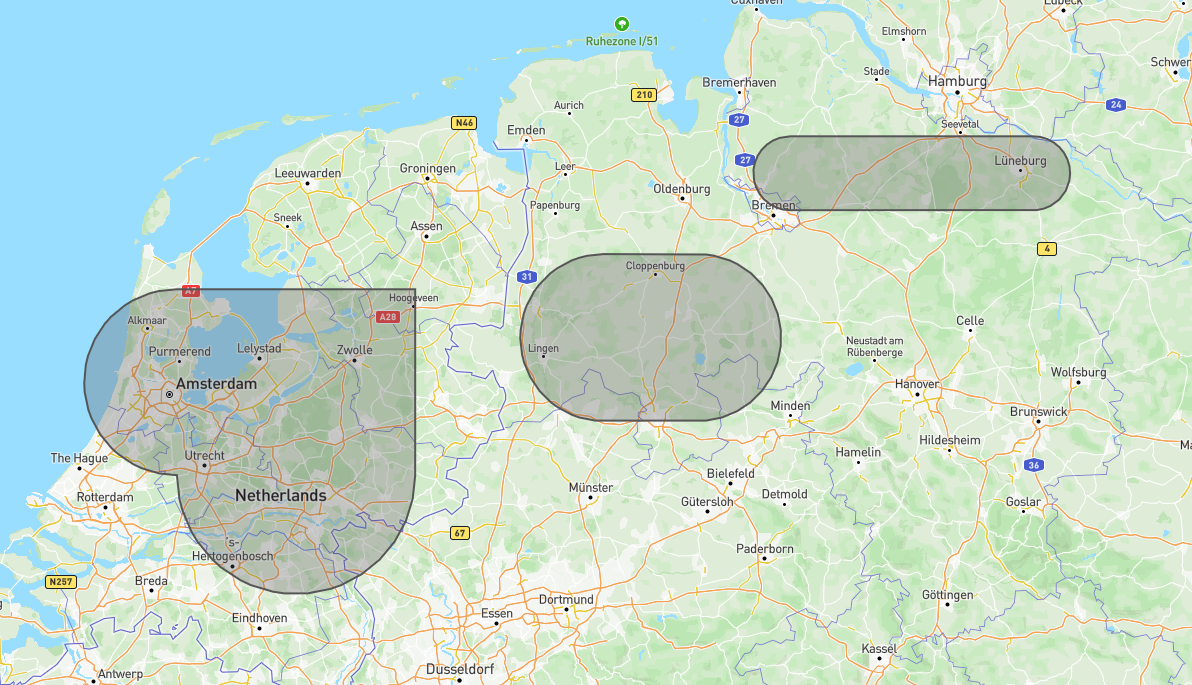 Cuxhaven
Lübeck
Ruhezone I/51
Elmshorn
Schwer
Stade
Hamburg
Bremerhaven
210
Aurich
24
27
N46
Emden
Seevetal
27
Lüneburg
Leer
Groningen
Leeuwarden
Oldenburg
Papenburg
Bremen
Sneek
Assen
4
Cloppenburg
31
A7
Hoogeveen
A28
Alkmaar
Celle
Purmerend
Lelystad
Zwolle
Lingen
Neustadt am
Rübenberge
Wolfsburg
Amsterdam
Hanover
Minden
Brunswick
Hildesheim
Ma
Hamelin
Utrecht
The Hague
36
Bielefeld
Münster
Netherlands
Rotterdam
Gütersloh
Detmold
Goslar
67
s-
Hertogenbosch
Paderborn
N257
Breda
Göttingen
Dortmund
Essen
Eindhoven
Kassel
Dusseldorf
Antwerp